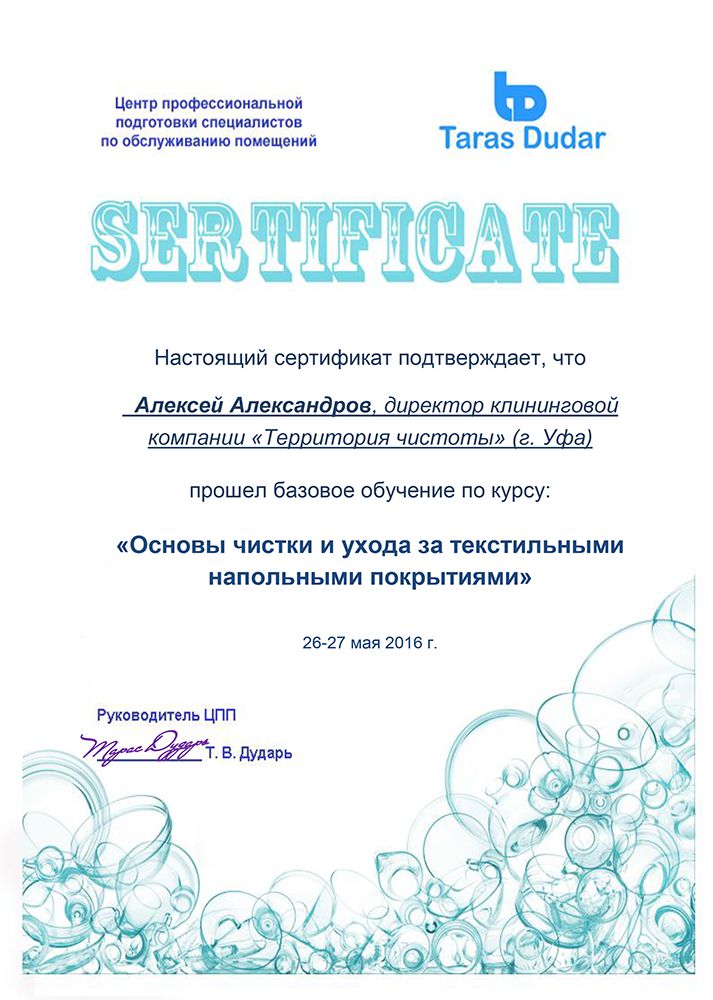 Центр профессиональной
подготовки специалистов
по обслуживанию помещений
Taras Dudar
SERTIFICATE
Настоящий сертификат подтверждает, что
Алексей Александров, директор клининговой
компании «Территория чистоты» (г. Уфа)
прошел базовое обучение по курсу:
«Основы чистки и ухода за текстильными
напольными покрытиями»
26-27 мая 2016 г.
Руководитель ЦПП
Тарас Дударь Т. В. Дударь